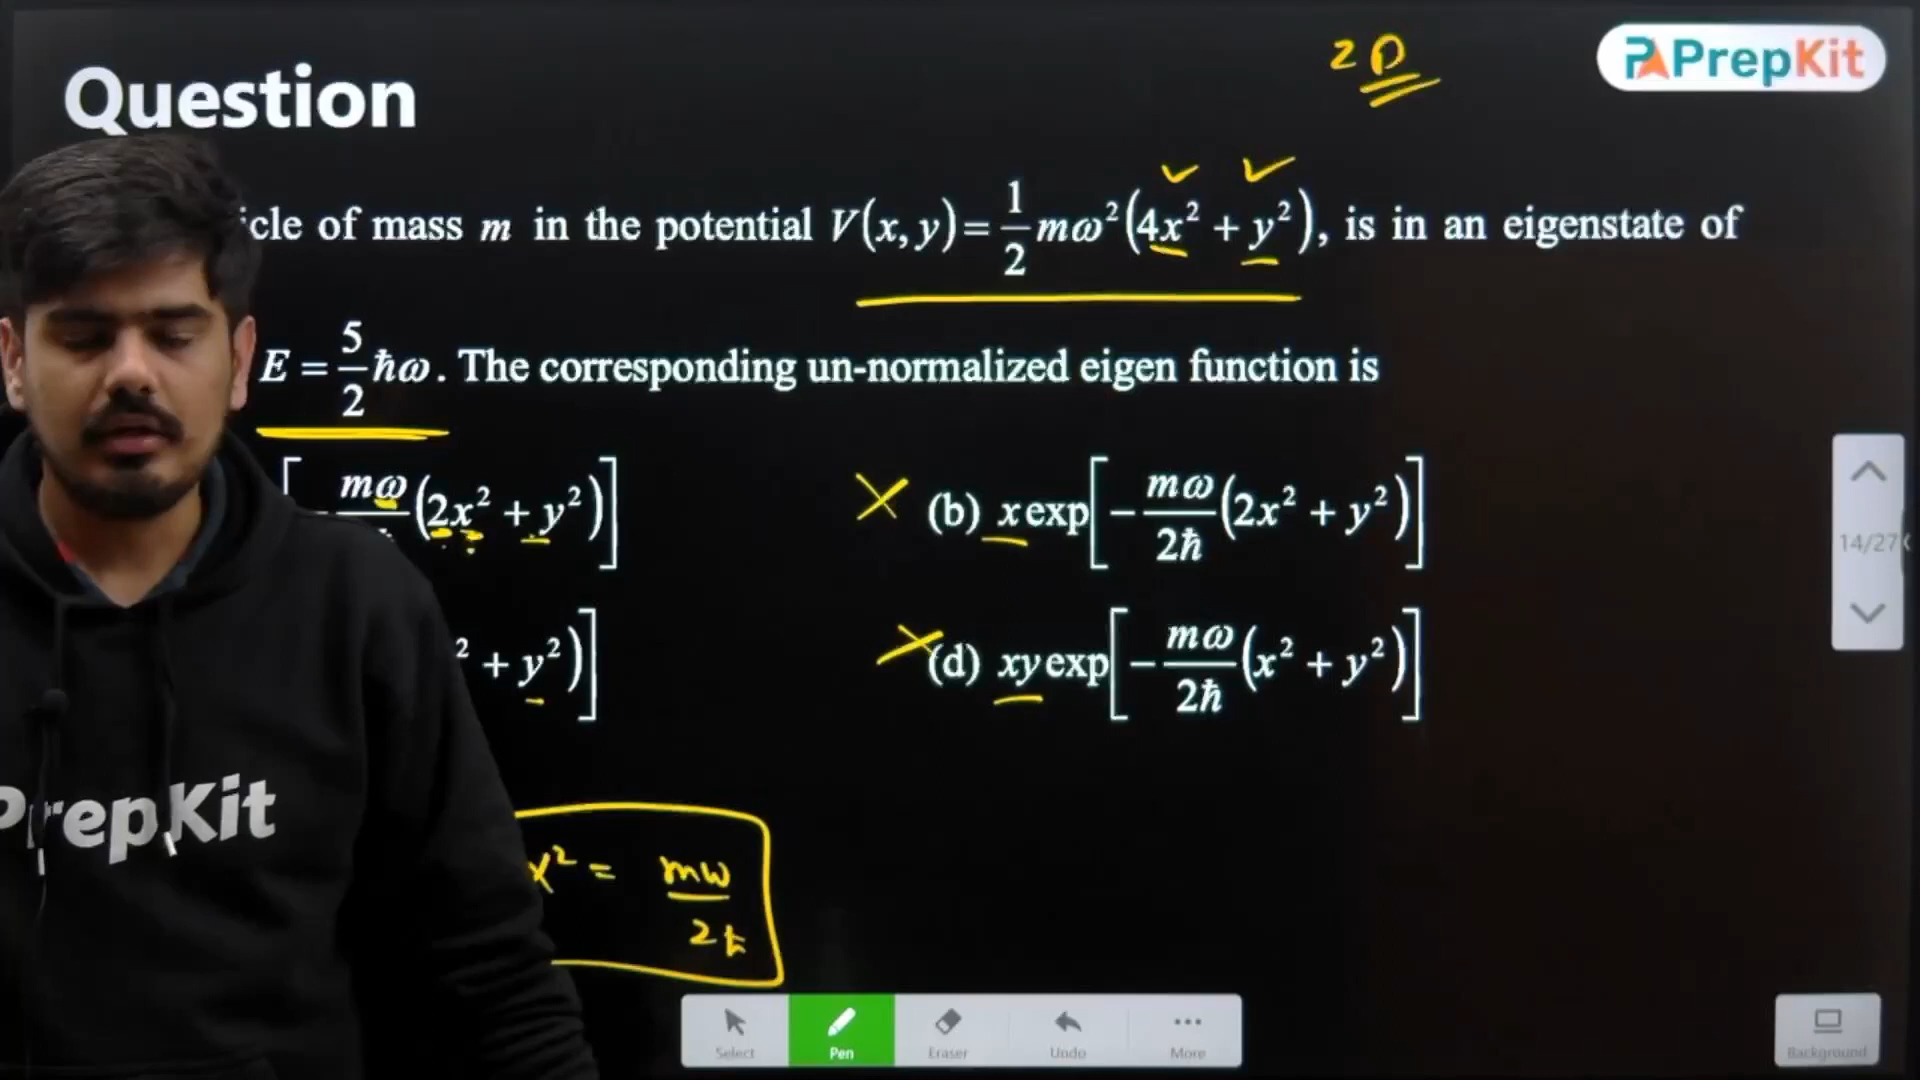 2D
PrepKit
Question
icle of mass m in the potential V(x, y) = 1/2 mω² (4x² + y²), is in an eigenstate of
E = 5/2 ħω. The corresponding un-normalized eigen function is
[- mω (2x² + y²)]
(b) x exp[- mω/2ħ (2x² + y²)]
² + y²)]
(d) xy exp[- mω/2ħ (x² + y²)]
14/27
PrepKit
x² = mω/2ħ
Select
Pen
Eraser
Undo
More
Background